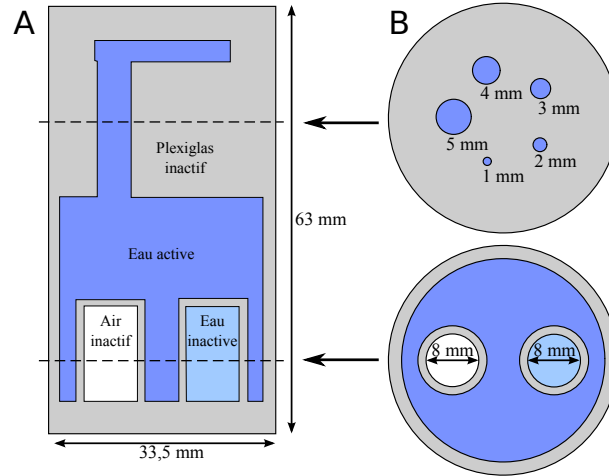 A
B
4 mm
3 mm
5 mm
2 mm
1 mm
Plexiglas
inactif
63 mm
Eau active
Air
inactif
Eau
inactive
8 mm
8 mm
33,5 mm